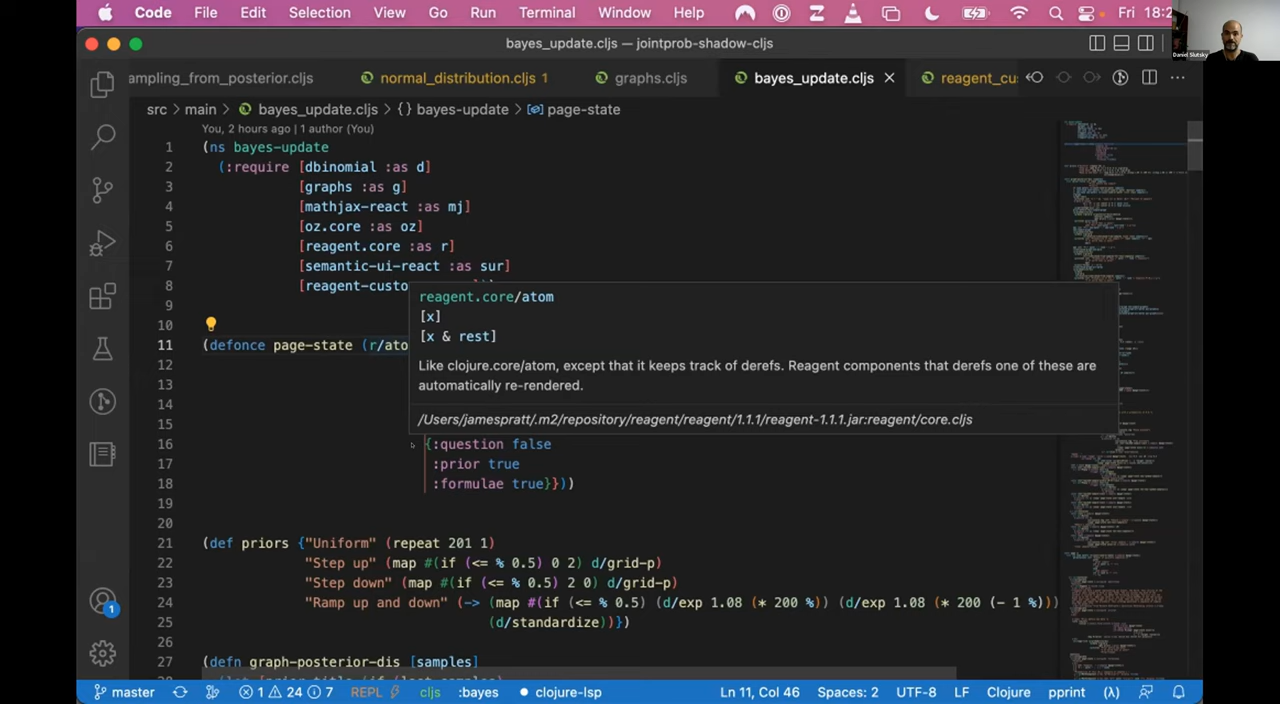 Code File Edit Selection View Go Run Terminal Window Help Fri 18:2
Daniel Slutsky
bayes_update.cljs — jointprob-shadow-cljs
ampling_from_posterior.cljs normal_distribution.cljs 1 graphs.cljs bayes_update.cljs reagent_cu
src > main > bayes_update.cljs > {} bayes-update > page-state
You, 2 hours ago | 1 author (You)
1 (ns bayes-update
2 (:require [dbinomial :as d]
3 [graphs :as g]
4 [mathjax-react :as mj]
5 [oz.core :as oz]
6 [reagent.core :as r]
7 [semantic-ui-react :as sur]
8 [reagent-custo
9
10
11 (defonce page-state (r/ato
12
13
14
15
reagent.core/atom
[x]
[x & rest]
Like clojure.core/atom, except that it keeps track of derefs. Reagent components that derefs one of these are
automatically re-rendered.
/Users/jamespratt/.m2/repository/reagent/reagent/1.1.1/reagent-1.1.1.jar:reagent/core.cljs
16 {:question false
17 :prior true
18 :formulae true}}))
19
20
21 (def priors {"Uniform" (repeat 201 1)
22 "Step up" (map #(if (<= % 0.5) 0 2) d/grid-p)
23 "Step down" (map #(if (<= % 0.5) 2 0) d/grid-p)
24 "Ramp up and down" (-> (map #(if (<= % 0.5) (d/exp 1.08 (* 200 %)) (d/exp 1.08 (* 200 (- 1 %)))
25 (d/standardize))})
26
27 (defn graph-posterior-dis [samples]
master 1 24 7 REPL cljs :bayes clojure-lsp Ln 11, Col 46 Spaces: 2 UTF-8 LF Clojure pprint (λ)
1